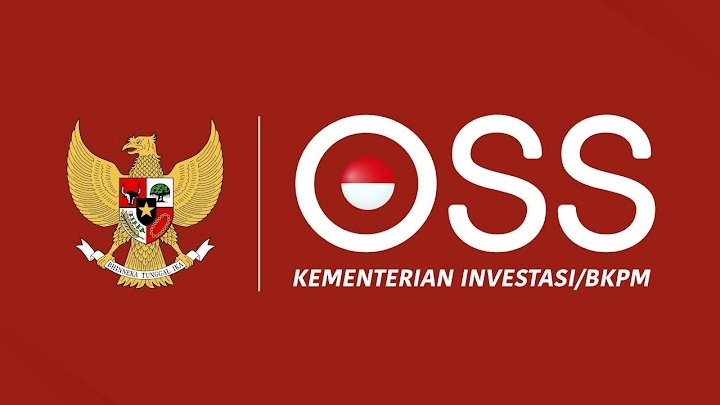 BHINNEKA TUNGGAL IKA
OSS
KEMENTERIAN INVESTASI/BKPM